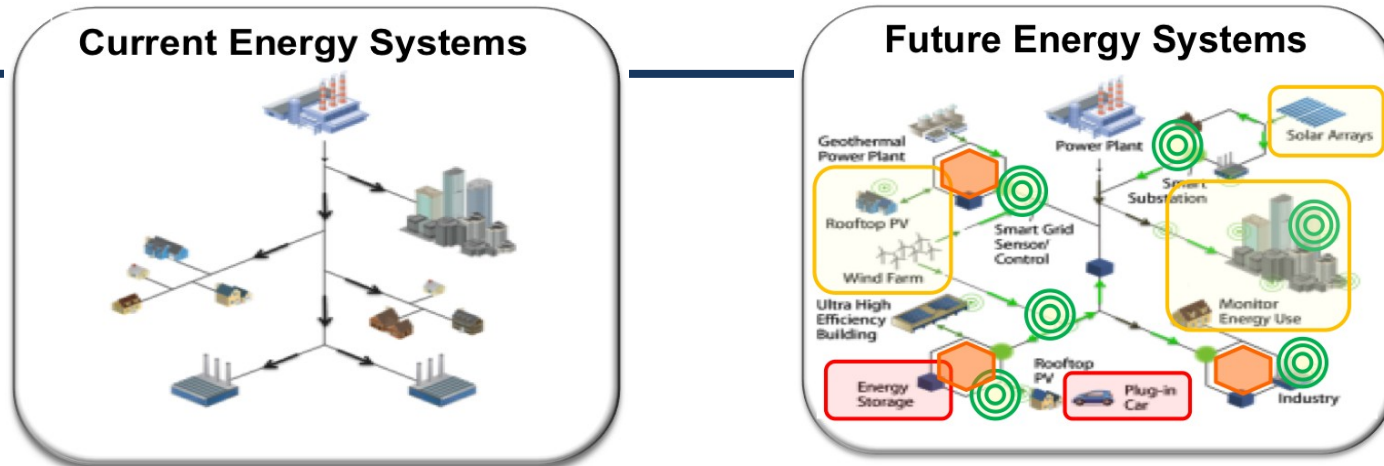 Current Energy Systems
Future Energy Systems
Geothermal
Power Plant
Power Plant
Solar Arrays
Smart
Substation
Rooftop PV
Smart Grid
Sensor/
Control
Wind Farm
Ultra High
Efficiency
Building
Monitor
Energy Use
Rooftop
PV
Energy
Storage
Plug-in
Car
Industry